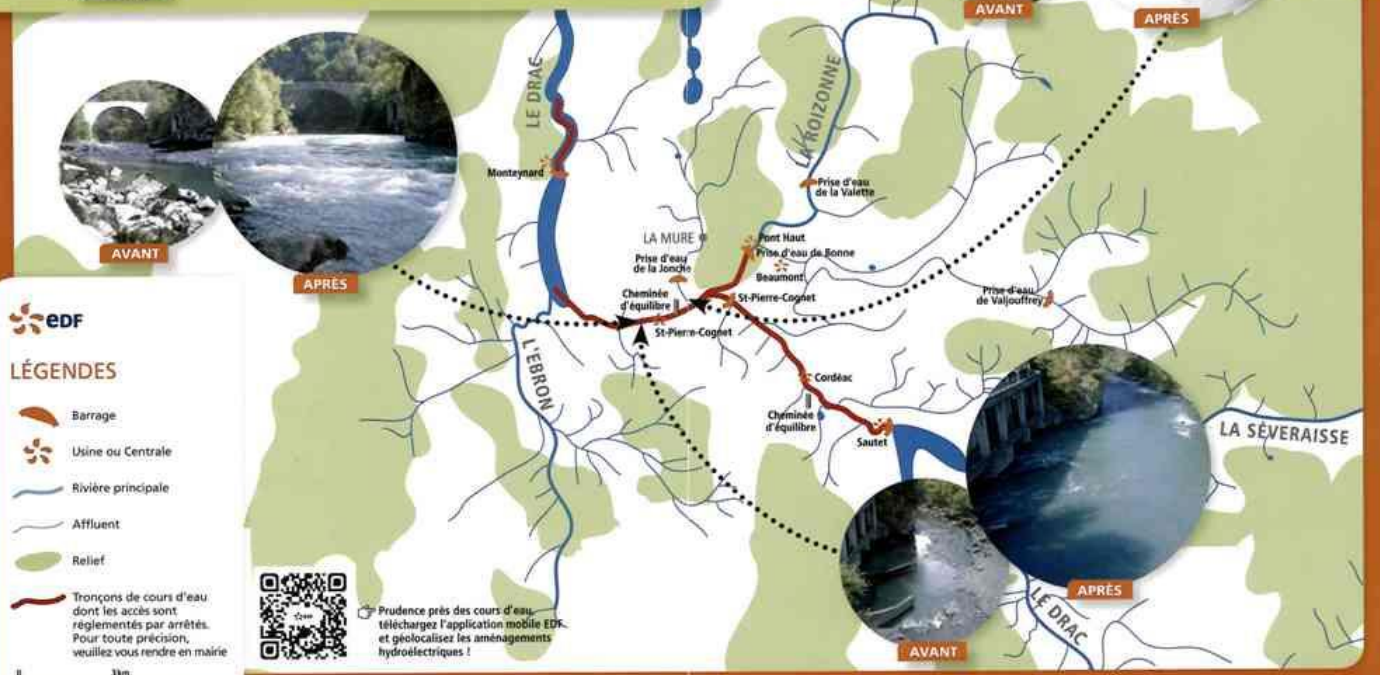 AVANT
APRÈS
LE DRAC
LA ROIZONNE
Monteynard
Prise d'eau
de la Valette
LA MURE
Pont Haut
Prise d'eau de Bonne
Beaumont
Prise d'eau
de la Jonche
Cheminée
d'équilibre
St-Pierre-Cognet
St-Pierre-Cognet
Prise d'eau
de Valjouffrey
AVANT
APRÈS
L'EBRON
Cordéac
Cheminée
d'équilibre
Sautet
LA SÉVERAISSE
eDF
LÉGENDES
Barrage
Usine ou Centrale
Rivière principale
Affluent
Relief
Tronçons de cours d'eau
dont les accès sont
réglementés par arrêtés.
Pour toute précision,
veuillez vous rendre en mairie
0 3km
Prudence près des cours d'eau,
téléchargez l'application mobile EDF
et géolocalisez les aménagements
hydroélectriques !
APRÈS
LE DRAC
AVANT